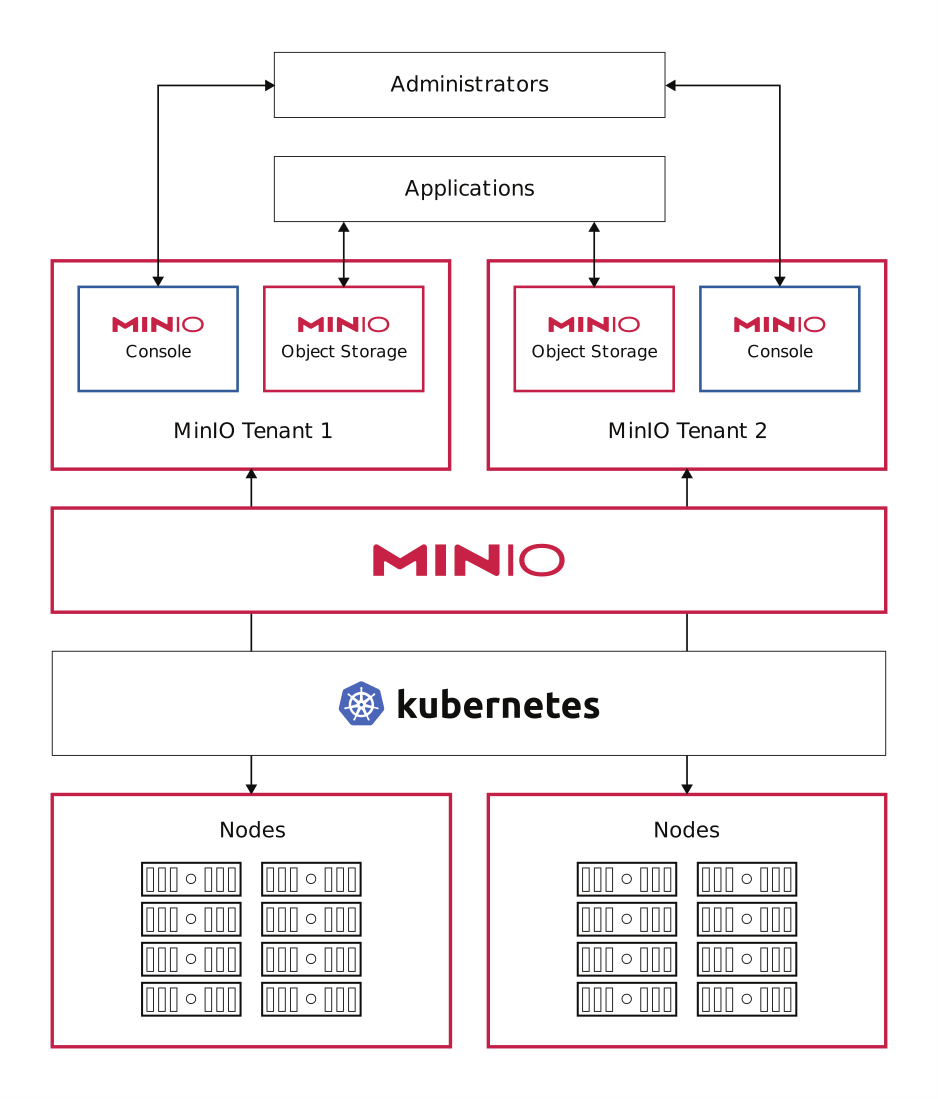 Administrators
Applications
MINIO
Console
MINIO
Object Storage
MinIO Tenant 1
MINIO
Object Storage
MINIO
Console
MinIO Tenant 2
MINIO
kubernetes
Nodes
Nodes